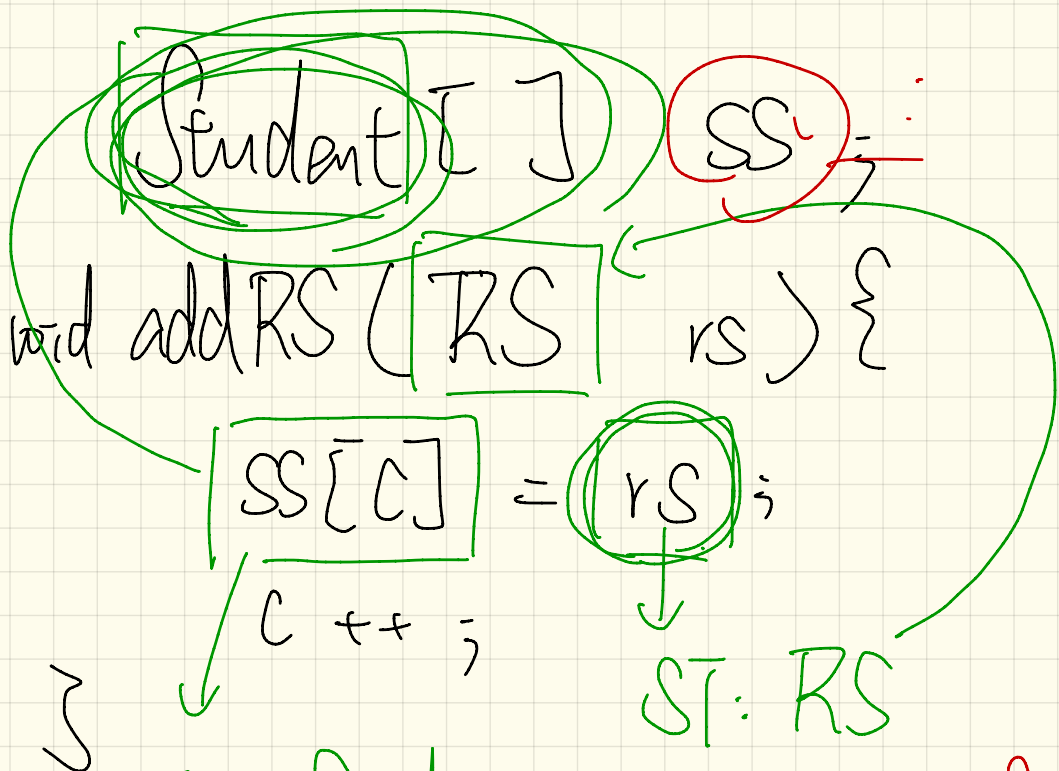 Student [ ] SS ;
void addRS ( RS rs ) {
SS[C] = rs ;
C ++ ;
ST: RS
}